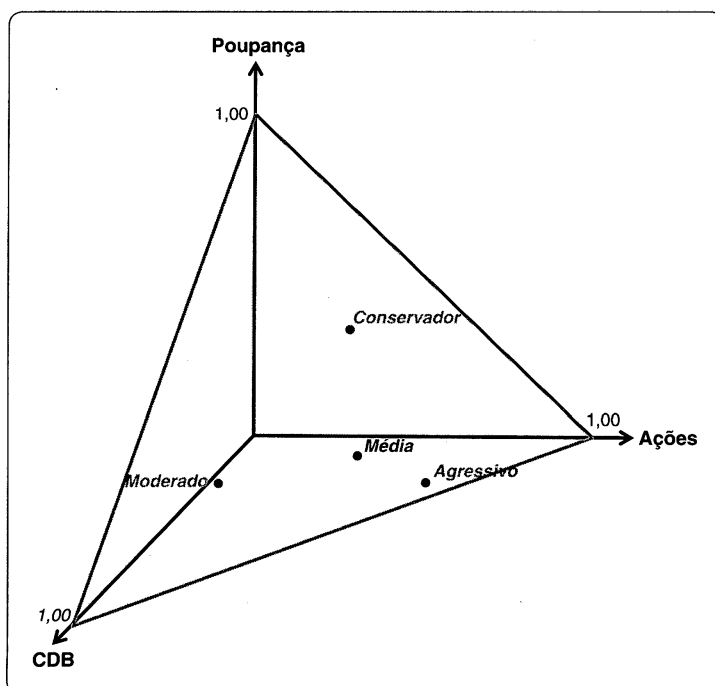 Poupança
1,00
Conservador
1,00
Ações
Média
Moderado
Agressivo
1,00
CDB